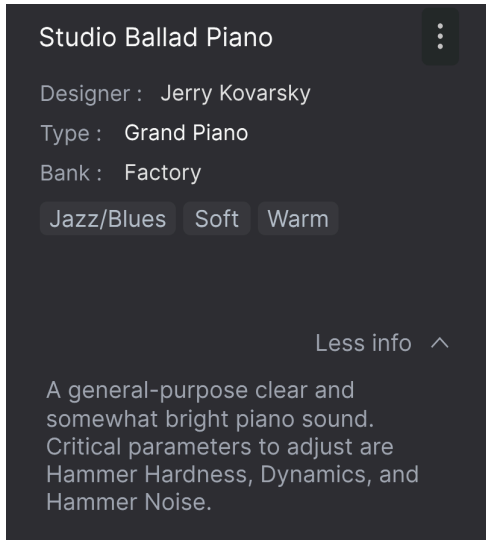 Studio Ballad Piano
Designer : Jerry Kovarsky
Type : Grand Piano
Bank : Factory
Jazz/Blues Soft Warm
Less info
A general-purpose clear and
somewhat bright piano sound.
Critical parameters to adjust are
Hammer Hardness, Dynamics, and
Hammer Noise.